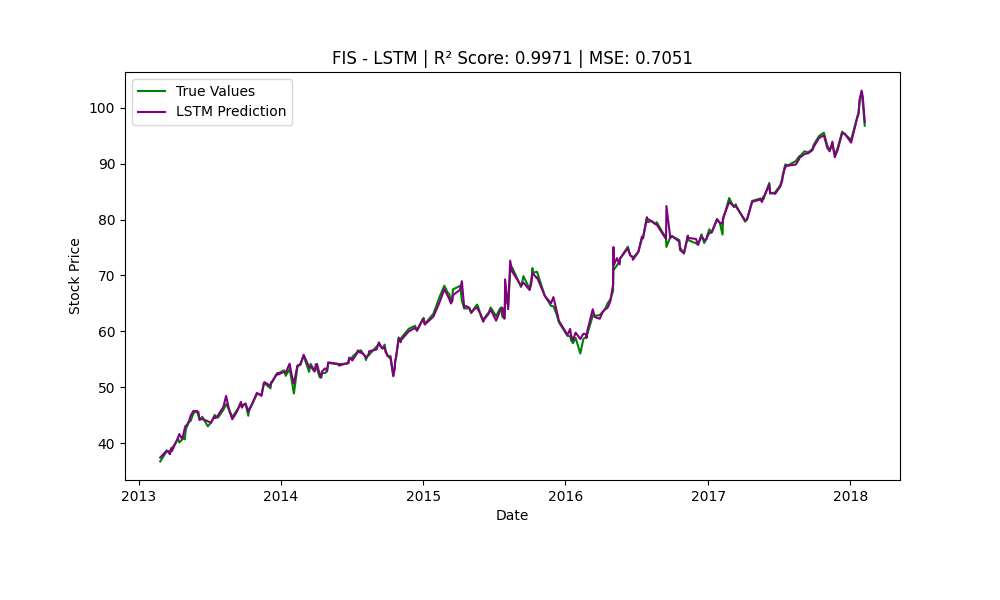 FIS - LSTM | R² Score: 0.9971 | MSE: 0.7051
True Values
LSTM Prediction
Stock Price
100
90
80
70
60
50
40
2013 2014 2015 2016 2017 2018
Date